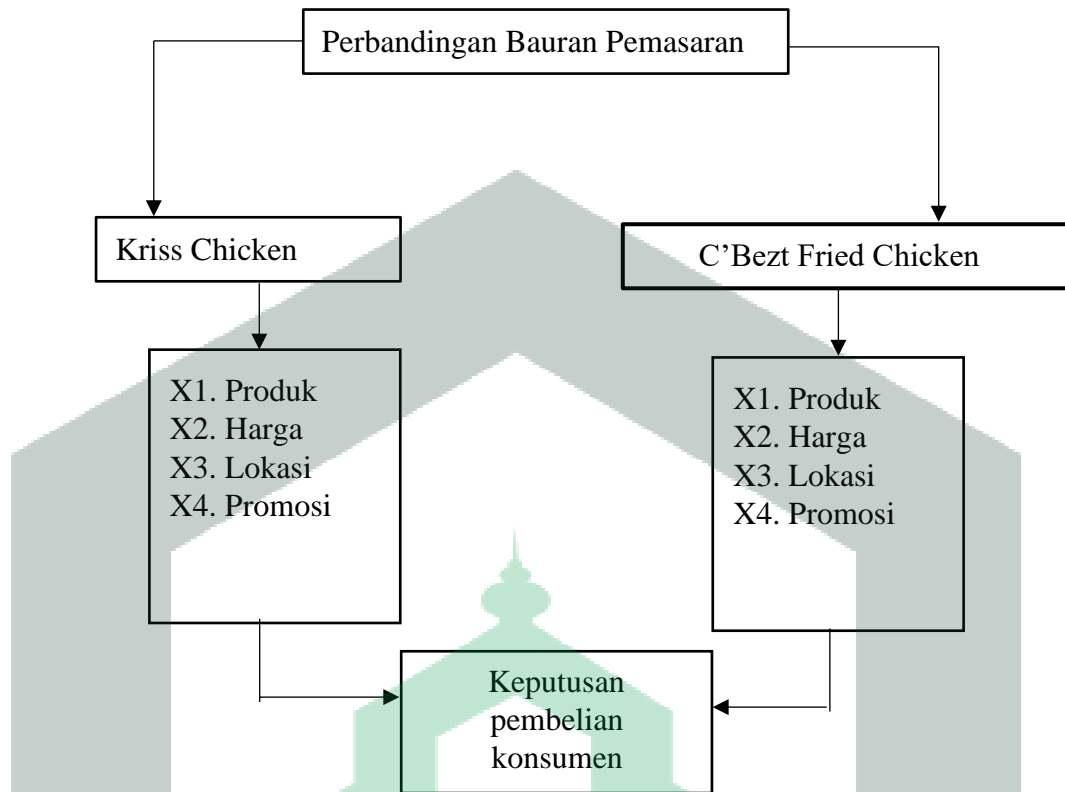 Perbandingan Bauran Pemasaran
Kriss Chicken
C’Bezt Fried Chicken
X1. Produk
X2. Harga
X3. Lokasi
X4. Promosi
X1. Produk
X2. Harga
X3. Lokasi
X4. Promosi
Keputusan
pembelian
konsumen